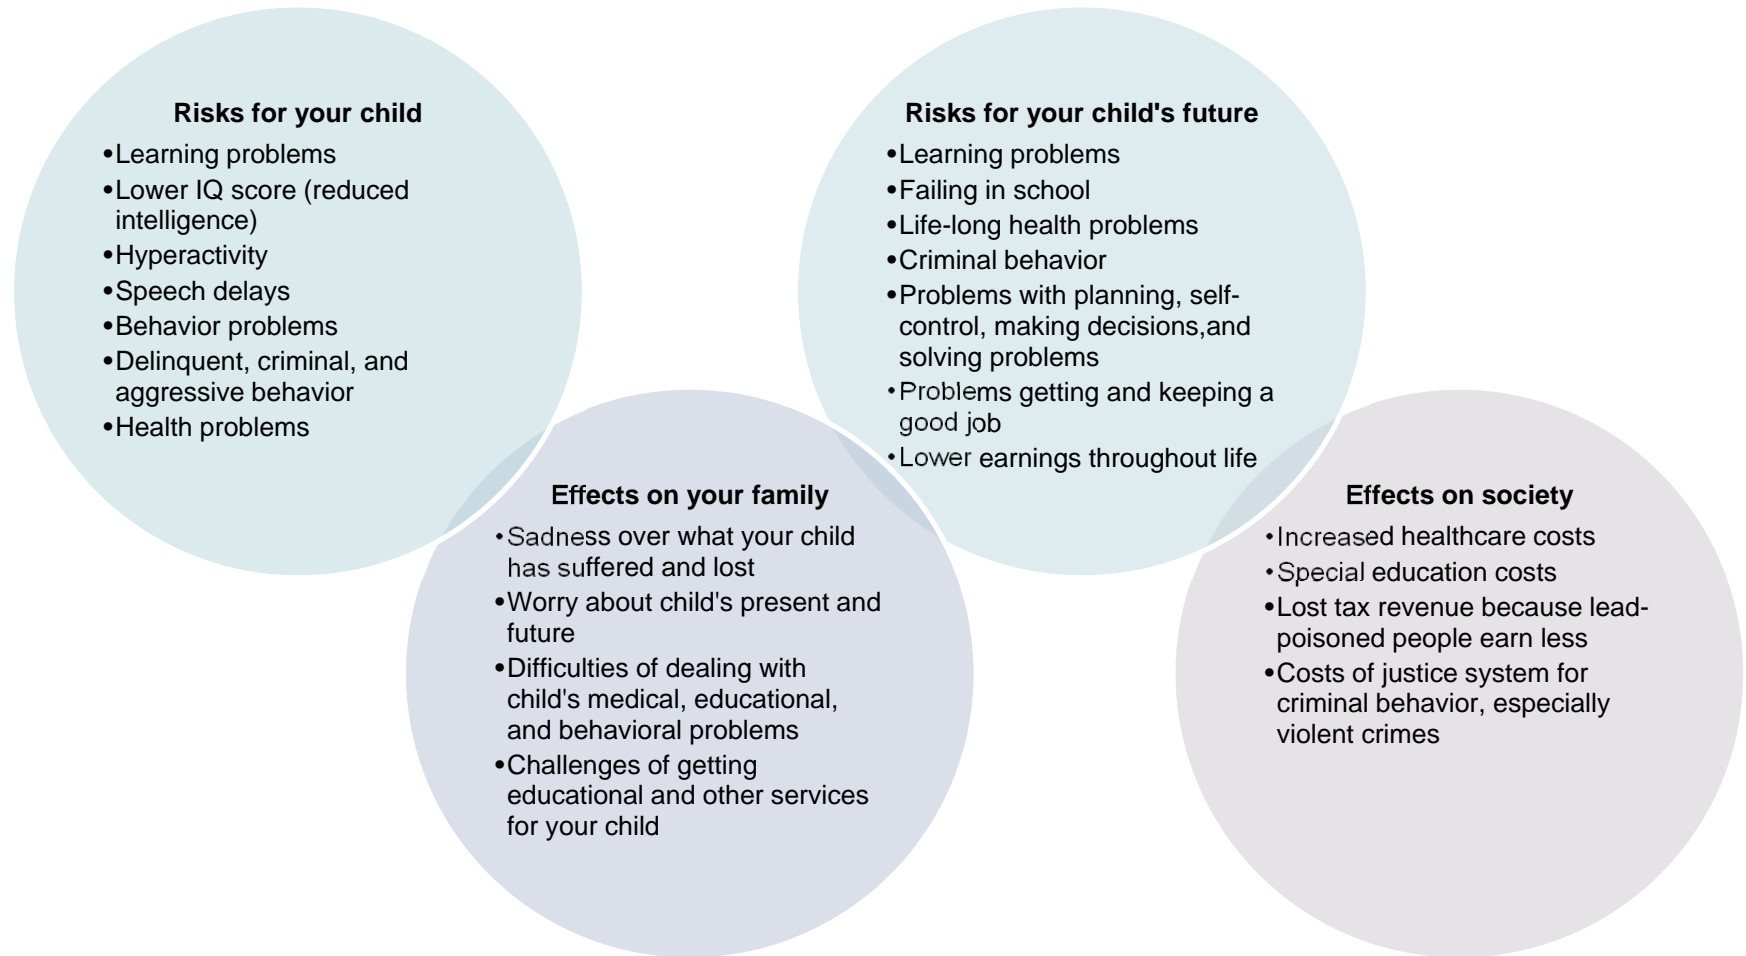 Risks for your child
•Learning problems
•Lower IQ score (reduced
intelligence)
•Hyperactivity
•Speech delays
•Behavior problems
•Delinquent, criminal, and
aggressive behavior
•Health problems
Effects on your family
•Sadness over what your child
has suffered and lost
•Worry about child's present and
future
•Difficulties of dealing with
child's medical, educational,
and behavioral problems
•Challenges of getting
educational and other services
for your child
Risks for your child's future
•Learning problems
•Failing in school
•Life-long health problems
•Criminal behavior
•Problems with planning, self-
control, making decisions,and
solving problems
•Problems getting and keeping a
good job
•Lower earnings throughout life
Effects on society
•Increased healthcare costs
•Special education costs
•Lost tax revenue because lead-
poisoned people earn less
•Costs of justice system for
criminal behavior, especially
violent crimes